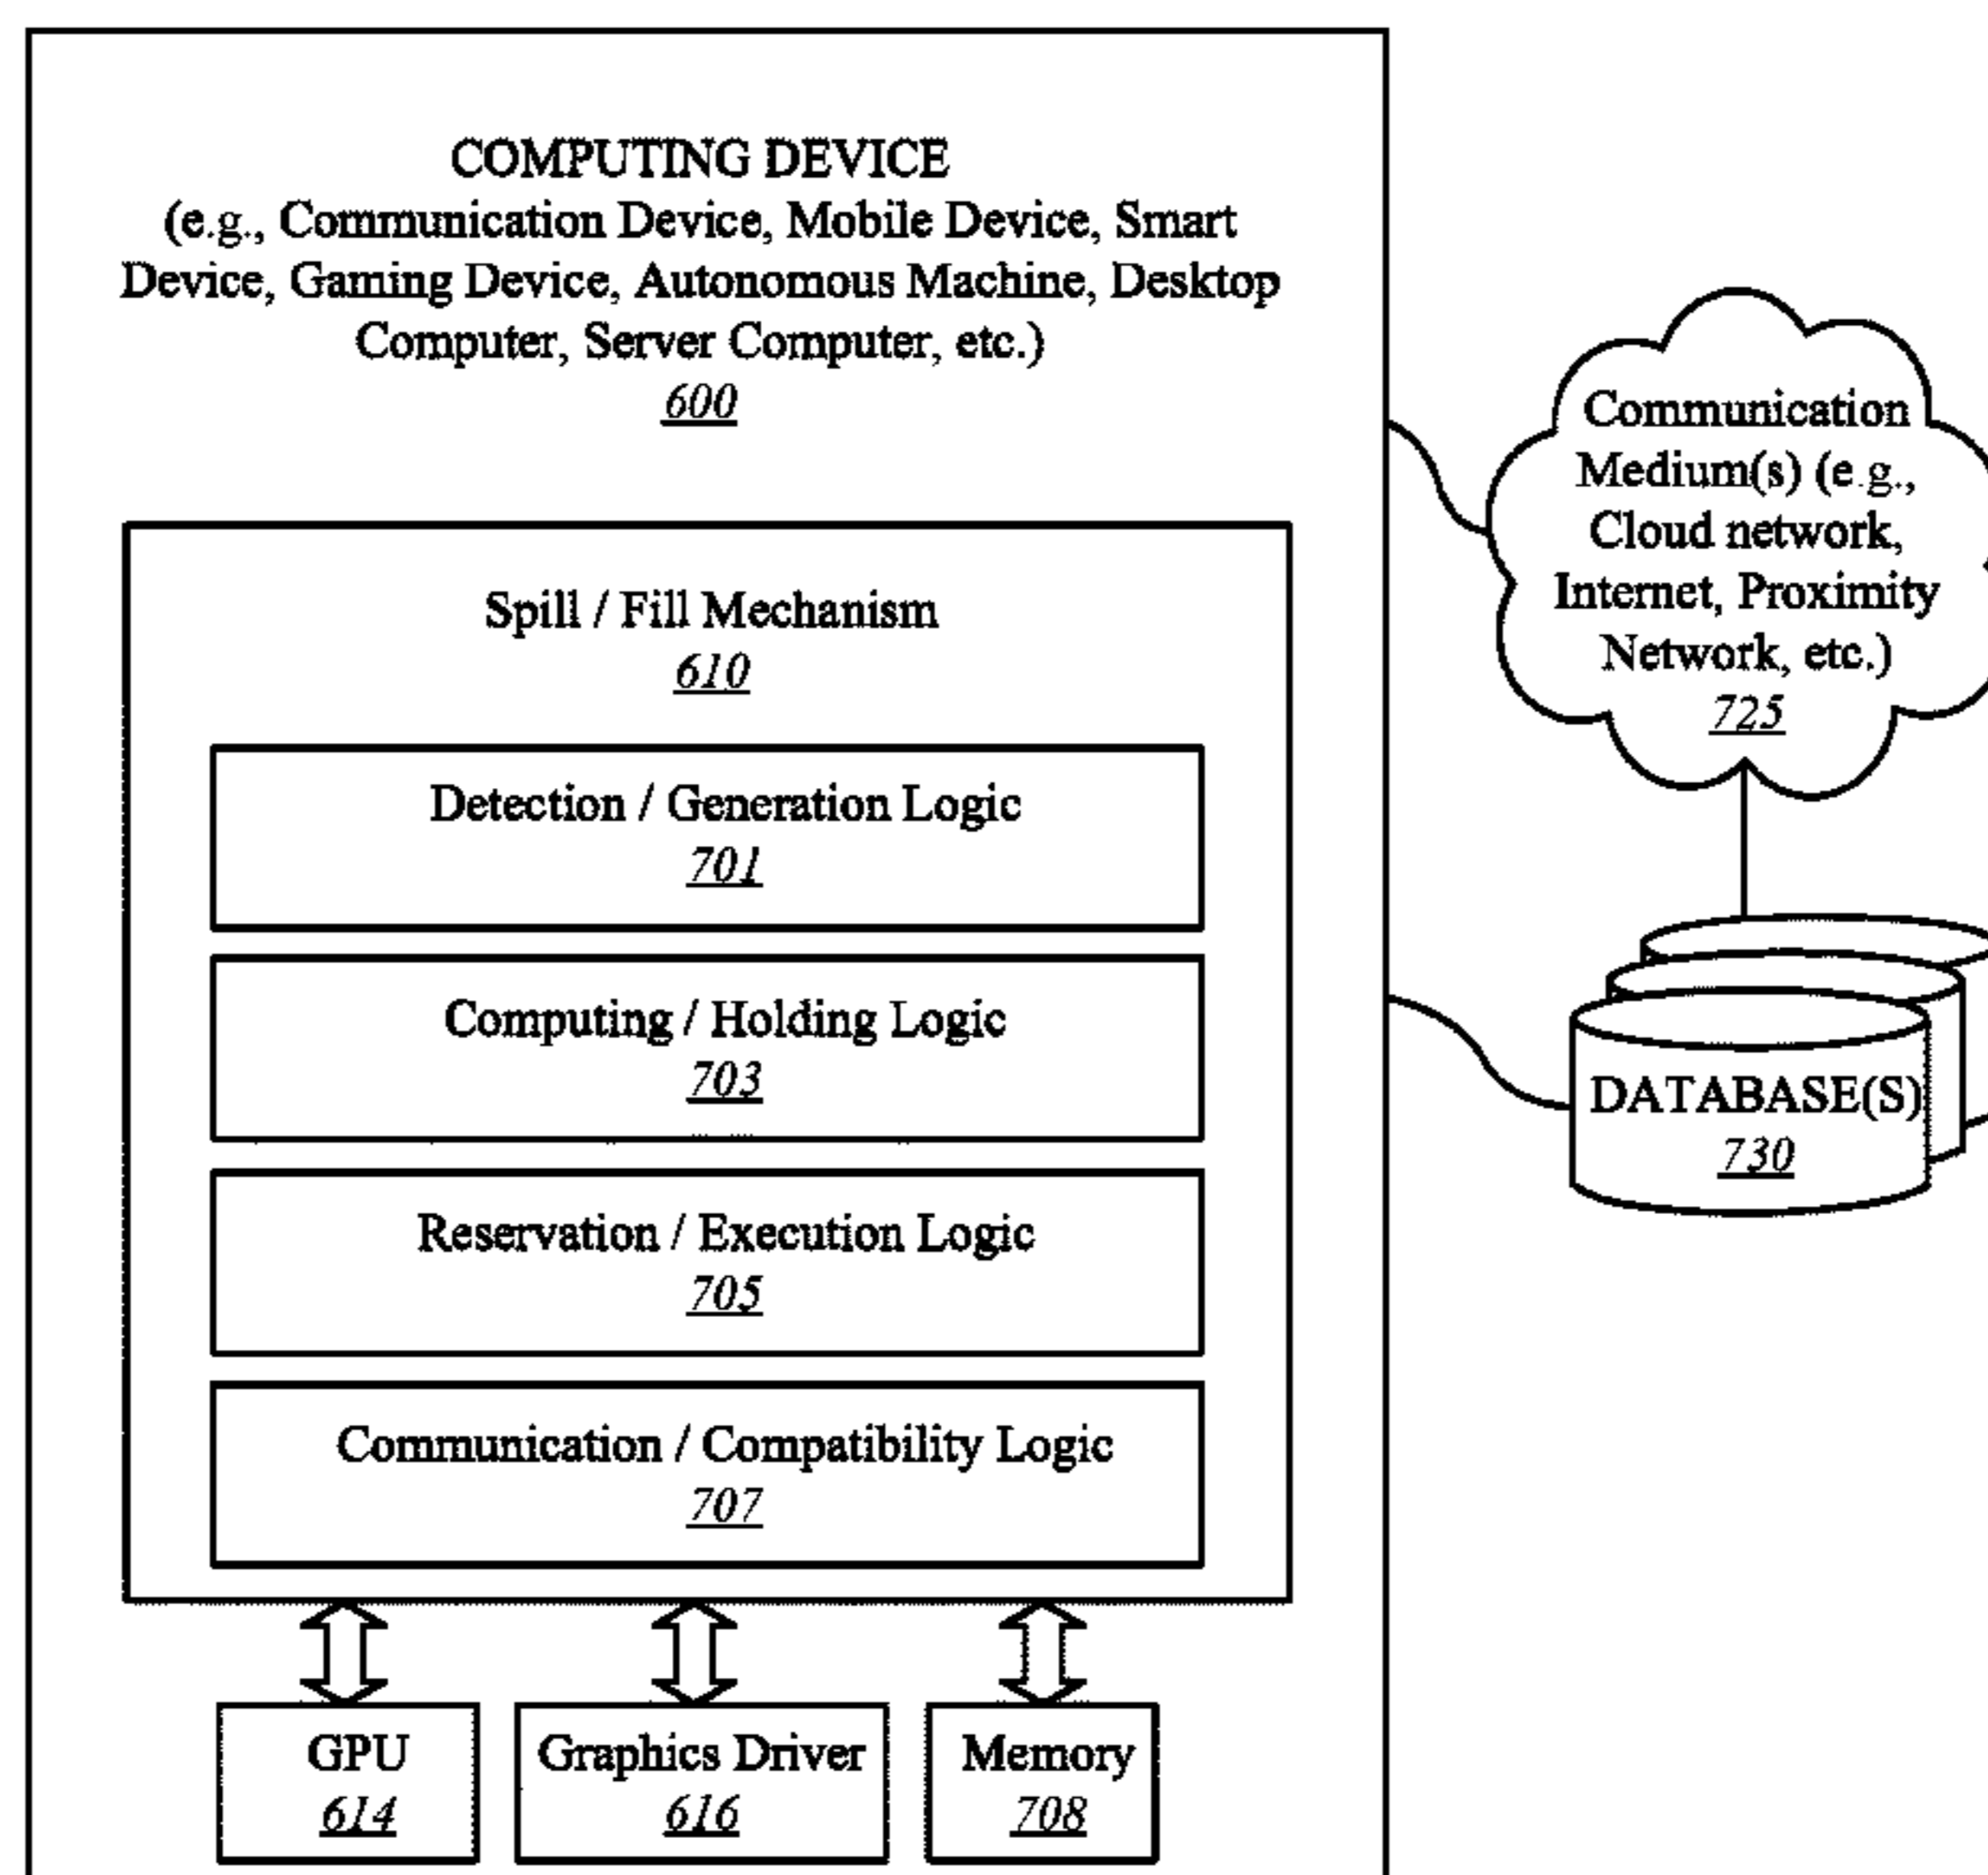 COMPUTING DEVICE
(e.g., Communication Device, Mobile Device, Smart
Device, Gaming Device, Autonomous Machine, Desktop
Computer, Server Computer, etc.)
600
Spill / Fill Mechanism
610
Detection / Generation Logic
701
Computing / Holding Logic
703
Reservation / Execution Logic
705
Communication / Compatibility Logic
707
GPU
614
Graphics Driver
616
Memory
708
Communication
Medium(s) (e.g.,
Cloud network,
Internet, Proximity
Network, etc.)
725
DATABASE(S)
730